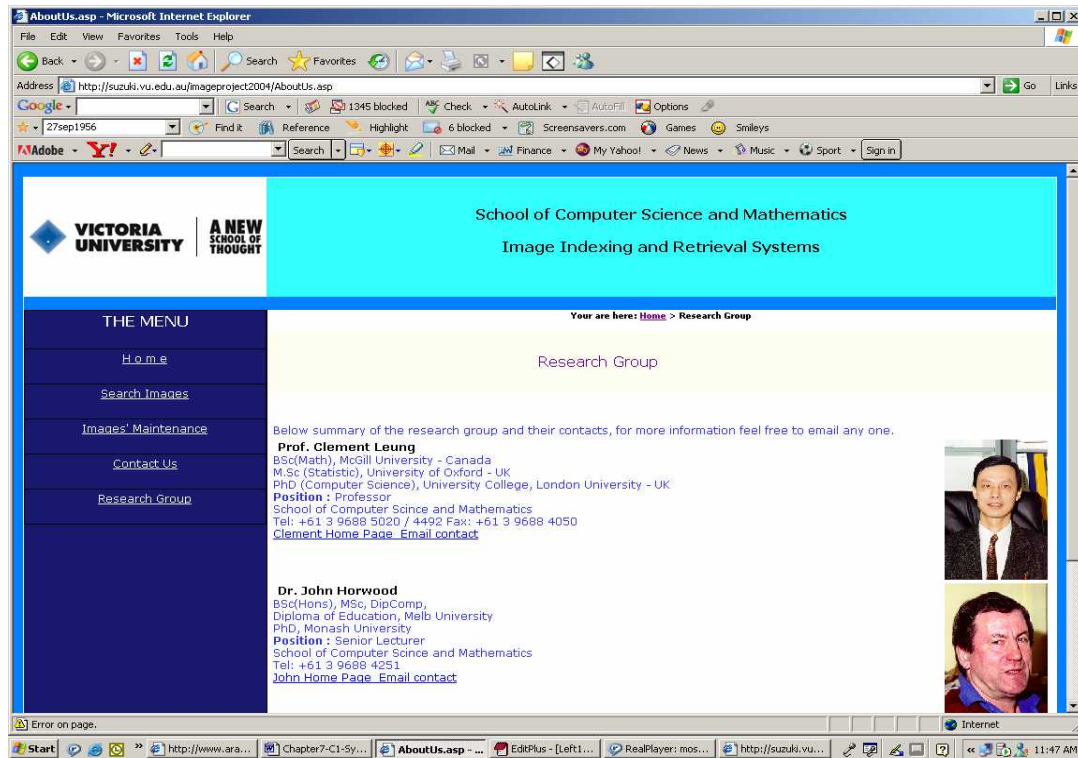 AboutUs.asp - Microsoft Internet Explorer
File Edit View Favorites Tools Help
Back Search Favorites
Address http://suzuki.vu.edu.au/imageproject2004/AboutUs.asp Go Links
Google Search 1345 blocked Check AutoLink AutoFill Options
27sep1956 Find it Reference Highlight 6 blocked Screensavers.com Games Smileys
Adobe Y! Search Mail Finance My Yahoo! News Music Sport Sign in
VICTORIA UNIVERSITY
A NEW SCHOOL OF THOUGHT
School of Computer Science and Mathematics
Image Indexing and Retrieval Systems
THE MENU
H o m e
Search Images
Images' Maintenance
Contact Us
Research Group
Your are here: Home > Research Group
Research Group
Below summary of the research group and their contacts, for more information feel free to email any one.
Prof. Clement Leung
BSc(Math), McGill University - Canada
M.Sc (Statistic), University of Oxford - UK
PhD (Computer Science), University College, London University - UK
Position : Professor
School of Computer Scince and Mathematics
Tel: +61 3 9688 5020 / 4492 Fax: +61 3 9688 4050
Clement Home Page Email contact
Dr. John Horwood
BSc(Hons), MSc, DipComp,
Diploma of Education, Melb University
PhD, Monash University
Position : Senior Lecturer
School of Computer Scince and Mathematics
Tel: +61 3 9688 4251
John Home Page Email contact
Error on page. Internet
Start » http://www.ara... Chapter7-C1-Sy... AboutUs.asp - ... EditPlus - [Left1... RealPlayer: mos... http://suzuki.vu... « 11:47 AM